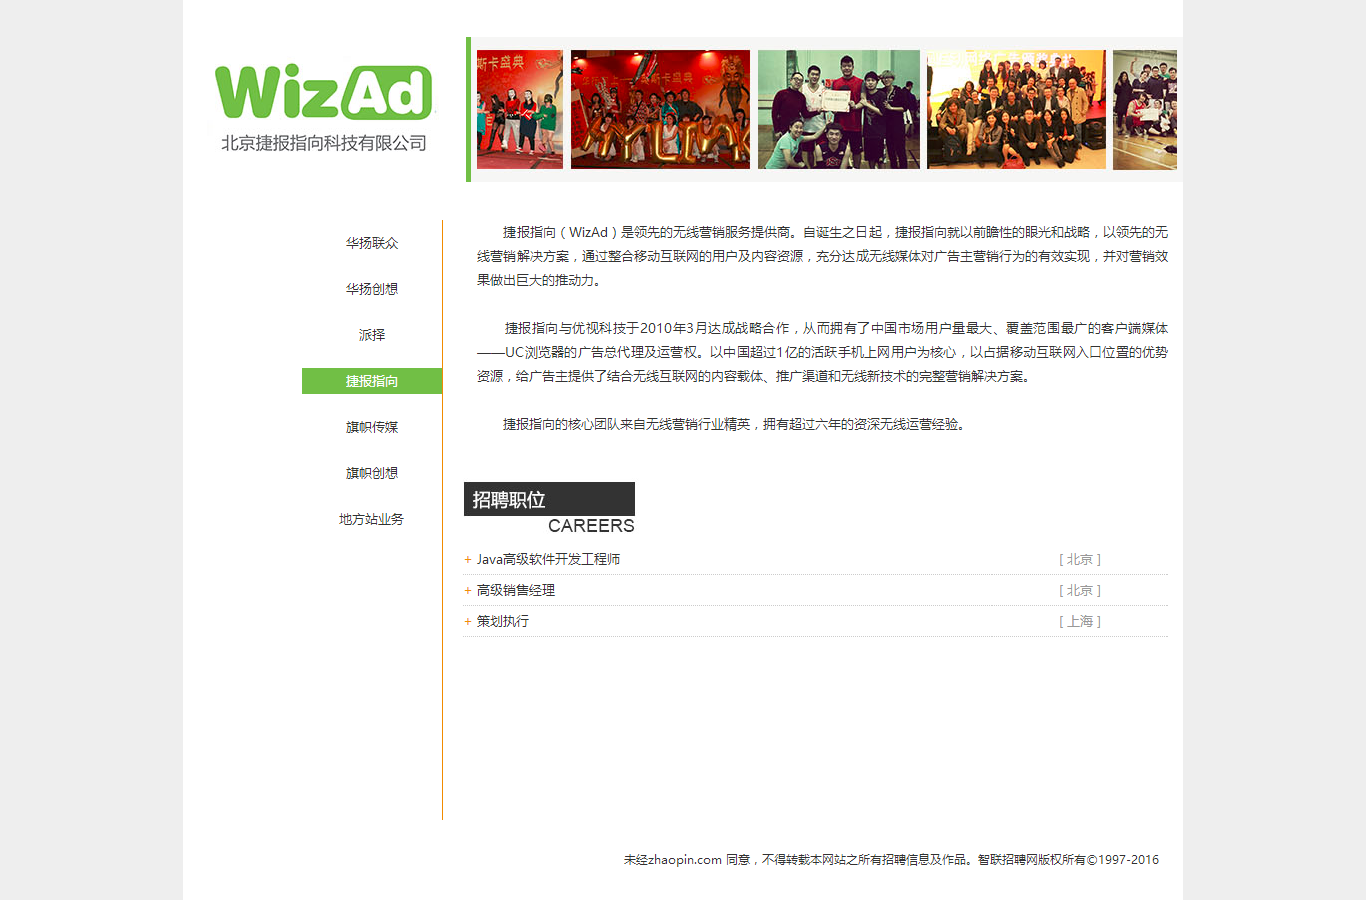 WizAd
北京捷报指向科技有限公司
斯卡盛典
华扬联众
华扬创想
派择
捷报指向
旗帜传媒
旗帜创想
地方站业务
捷报指向（WizAd）是领先的无线营销服务提供商。自诞生之日起，捷报指向就以前瞻性的眼光和战略，以领先的无
线营销解决方案，通过整合移动互联网的用户及内容资源，充分达成无线媒体对广告主营销行为的有效实现，并对营销效
果做出巨大的推动力。
捷报指向与优视科技于2010年3月达成战略合作，从而拥有了中国市场用户量最大、覆盖范围最广的客户端媒体
——UC浏览器的广告总代理及运营权。以中国超过1亿的活跃手机上网用户为核心，以占据移动互联网入口位置的优势
资源，给广告主提供了结合无线互联网的内容载体、推广渠道和无线新技术的完整营销解决方案。
捷报指向的核心团队来自无线营销行业精英，拥有超过六年的资深无线运营经验。
招聘职位
CAREERS
+ Java高级软件开发工程师 [ 北京 ]
+ 高级销售经理 [ 北京 ]
+ 策划执行 [ 上海 ]
未经zhaopin.com 同意，不得转载本网站之所有招聘信息及作品。智联招聘网版权所有©1997-2016